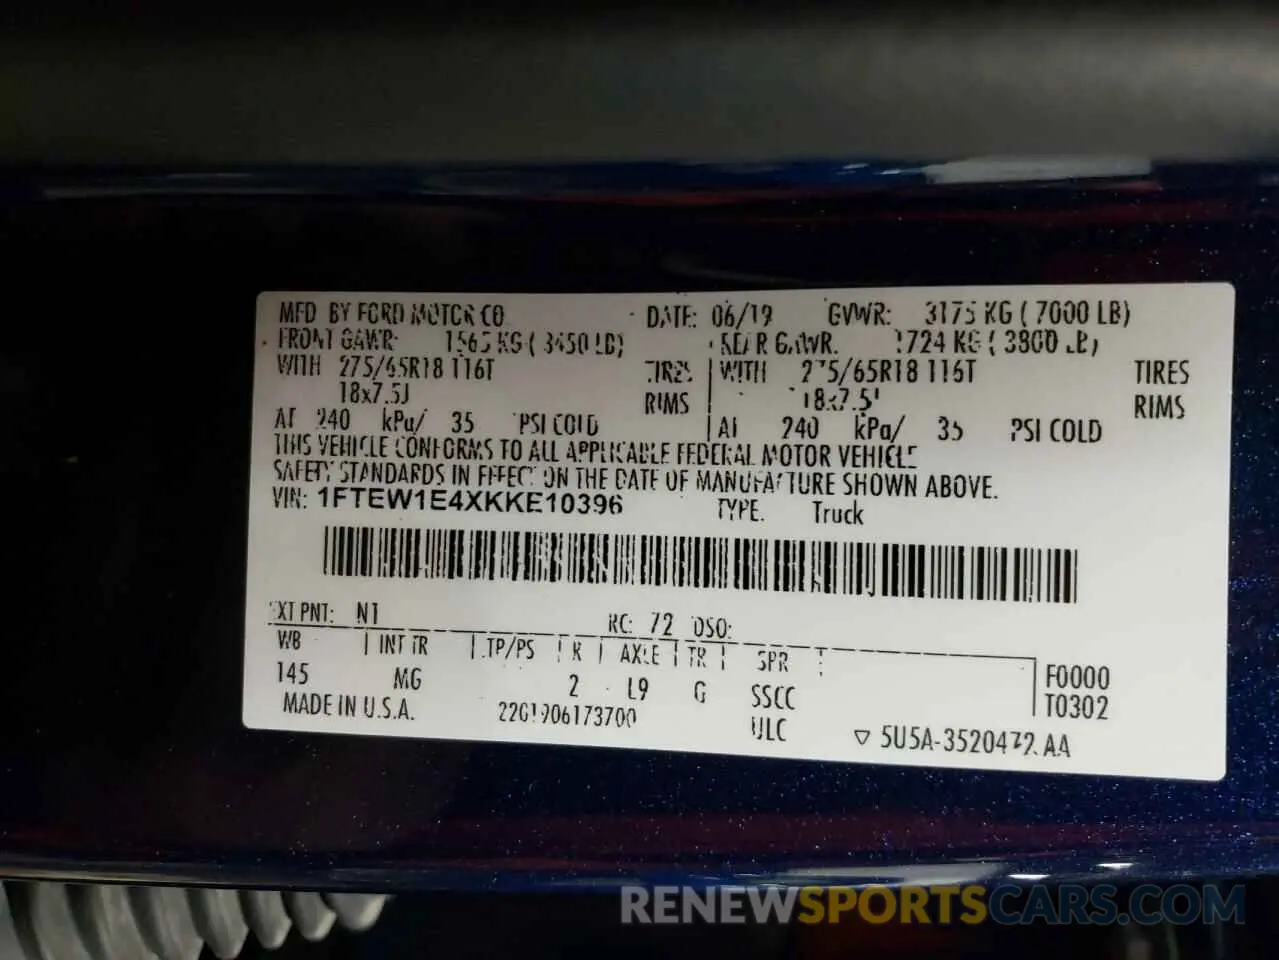 MFD BY FORD MOTOR CO DATE: 06/19 GVWR: 3175 KG ( 7000 LB)
FRONT GAWR: 1565 KG ( 3450 LB) REAR GAWR. 1724 KG ( 3800 LB)
WITH 275/65R18 116T TIRES WITH 275/65R18 116T TIRES
18x7.5J RIMS 18x7.5J RIMS
AT 240 kPa/ 35 PSI COLD AT 240 kPa/ 35 PSI COLD
THIS VEHICLE CONFORMS TO ALL APPLICABLE FEDERAL MOTOR VEHICLE
SAFETY STANDARDS IN EFFECT ON THE DATE OF MANUFACTURE SHOWN ABOVE.
VIN: 1FTEW1E4XKKE10396 TYPE. Truck
EXT PNT: N1 RC: 72 DSO:
WB INT TR TP/PS R AXLE TR SPR
145 MG 2 L9 G SSCC
ULC
F0000
T0302
MADE IN U.S.A. 22G1906173700
5U5A-3520472 AA
RENEWSPORTSCARS.COM